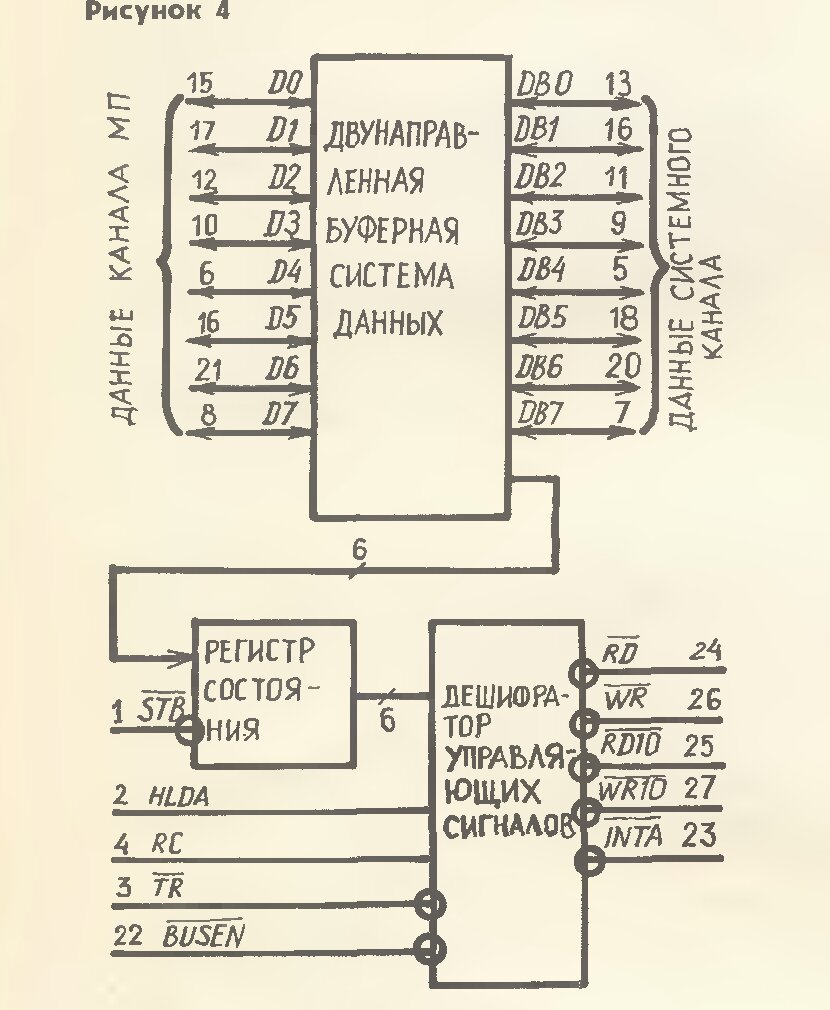 Рисунок 4
ДАННЫЕ КАНАЛА МП
15 D0
17 D1
12 D2
10 D3
6 D4
16 D5
21 D6
8 D7
ДВУНАПРАВ-
ЛЕННАЯ
БУФЕРНАЯ
СИСТЕМА
ДАННЫХ
DB0 13
DB1 16
DB2 11
DB3 9
DB4 5
DB5 18
DB6 20
DB7 7
ДАННЫЕ СИСТЕМНОГО
КАНАЛА
6
РЕГИСТР
СОСТОЯ-
НИЯ
1 STB
6
2 HLDA
4 RC
3 TR
22 BUSEN
ДЕШИФРА-
ТОР
УПРАВЛЯ-
ЮЩИХ
СИГНАЛОВ
RD 24
WR 26
RDIO 25
WRIO 27
INTA 23